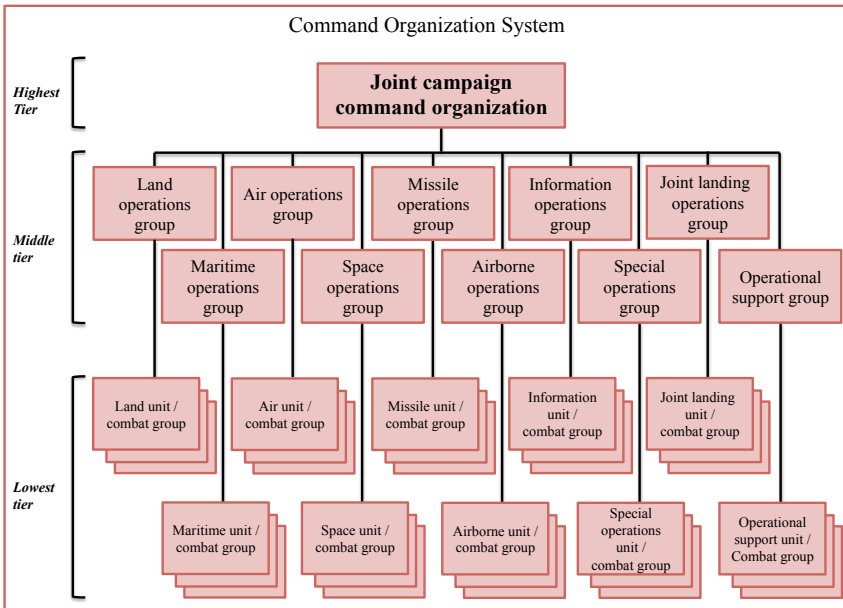 Command Organization System
Highest
Tier
Joint campaign
command organization
Middle
tier
Land
operations
group
Air operations
group
Missile
operations
group
Information
operations
group
Joint landing
operations
group
Maritime
operations
group
Space
operations
group
Airborne
operations
group
Special
operations
group
Operational
support group
Lowest
tier
Land unit /
combat group
Air unit /
combat group
Missile unit /
combat group
Information
unit /
combat group
Joint landing
unit /
combat group
Maritime unit /
combat group
Space unit /
combat group
Airborne unit /
combat group
Special
operations
unit/
combat group
Operational
support unit /
Combat group